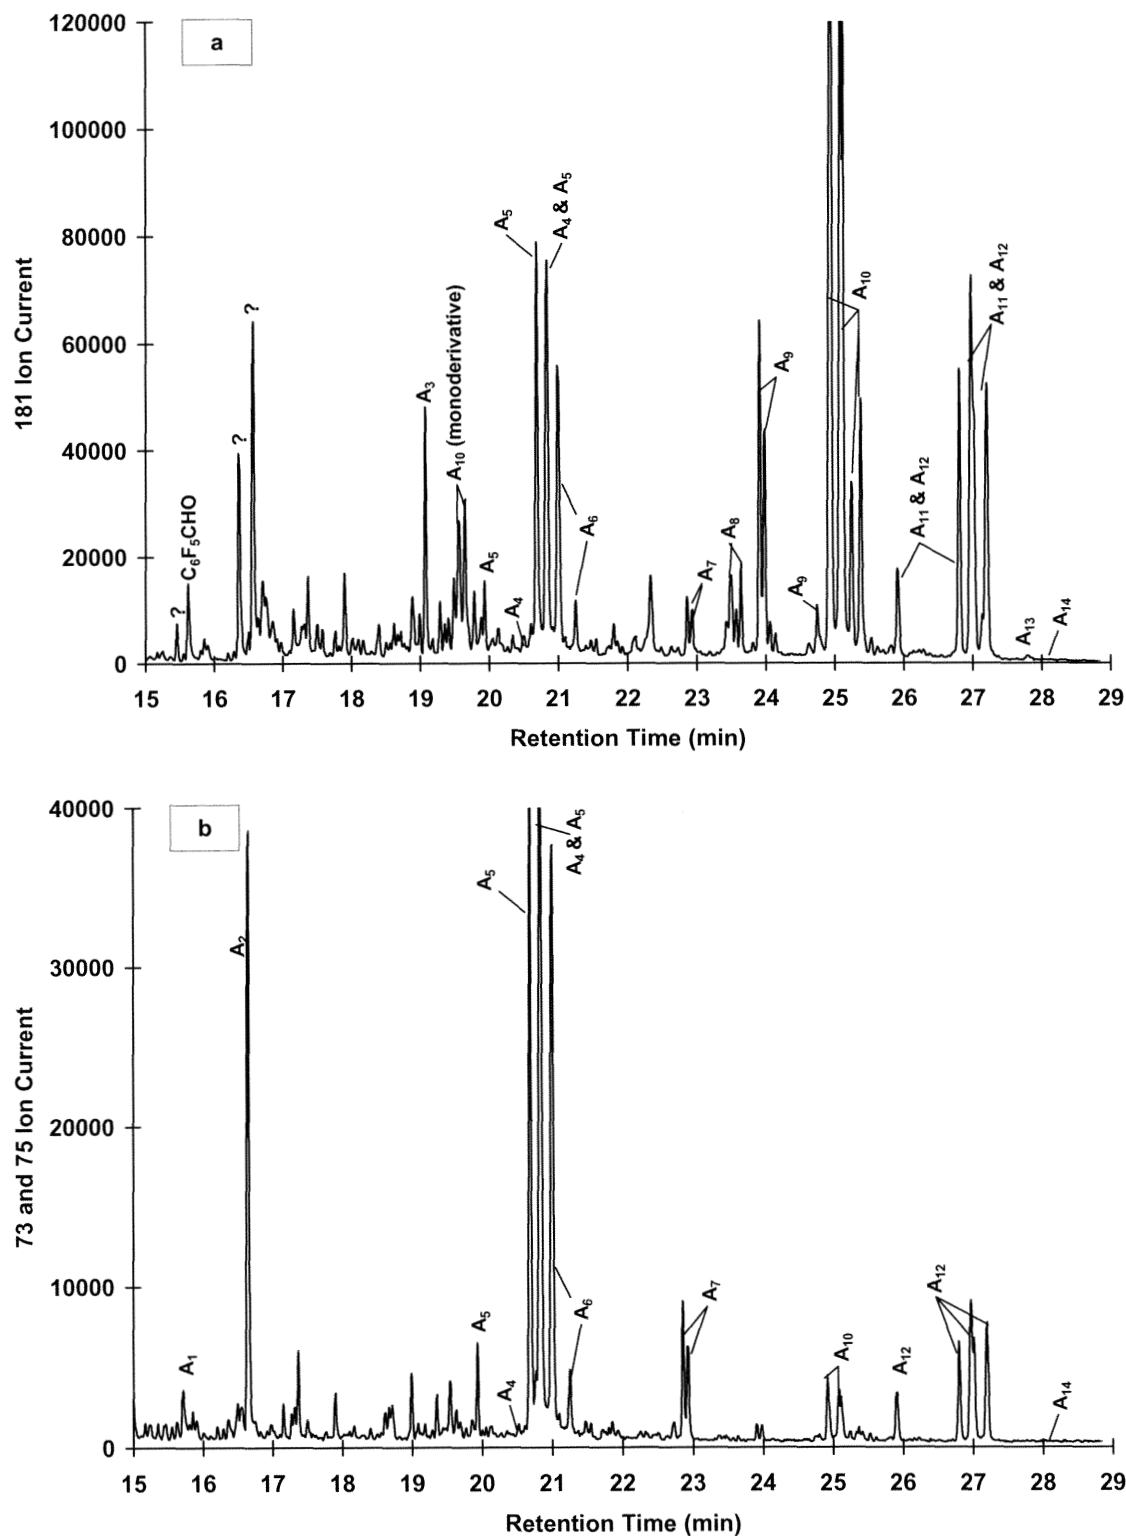 a
120000
100000
80000
60000
40000
20000
0
181 Ion Current
?
C₆F₅CHO
?
?
A₃
A₁₀ (monoderivative)
A₅
A₄
A₅
A₄ & A₅
A₆
A₇
A₈
A₉
A₉
A₁₀
A₁₁ & A₁₂
A₁₁ & A₁₂
A₁₃
A₁₄
15 16 17 18 19 20 21 22 23 24 25 26 27 28 29
Retention Time (min)
b
40000
30000
20000
10000
0
73 and 75 Ion Current
A₁
A₂
A₅
A₄
A₅
A₄ & A₅
A₆
A₇
A₁₀
A₁₂
A₁₂
A₁₄
15 16 17 18 19 20 21 22 23 24 25 26 27 28 29
Retention Time (min)